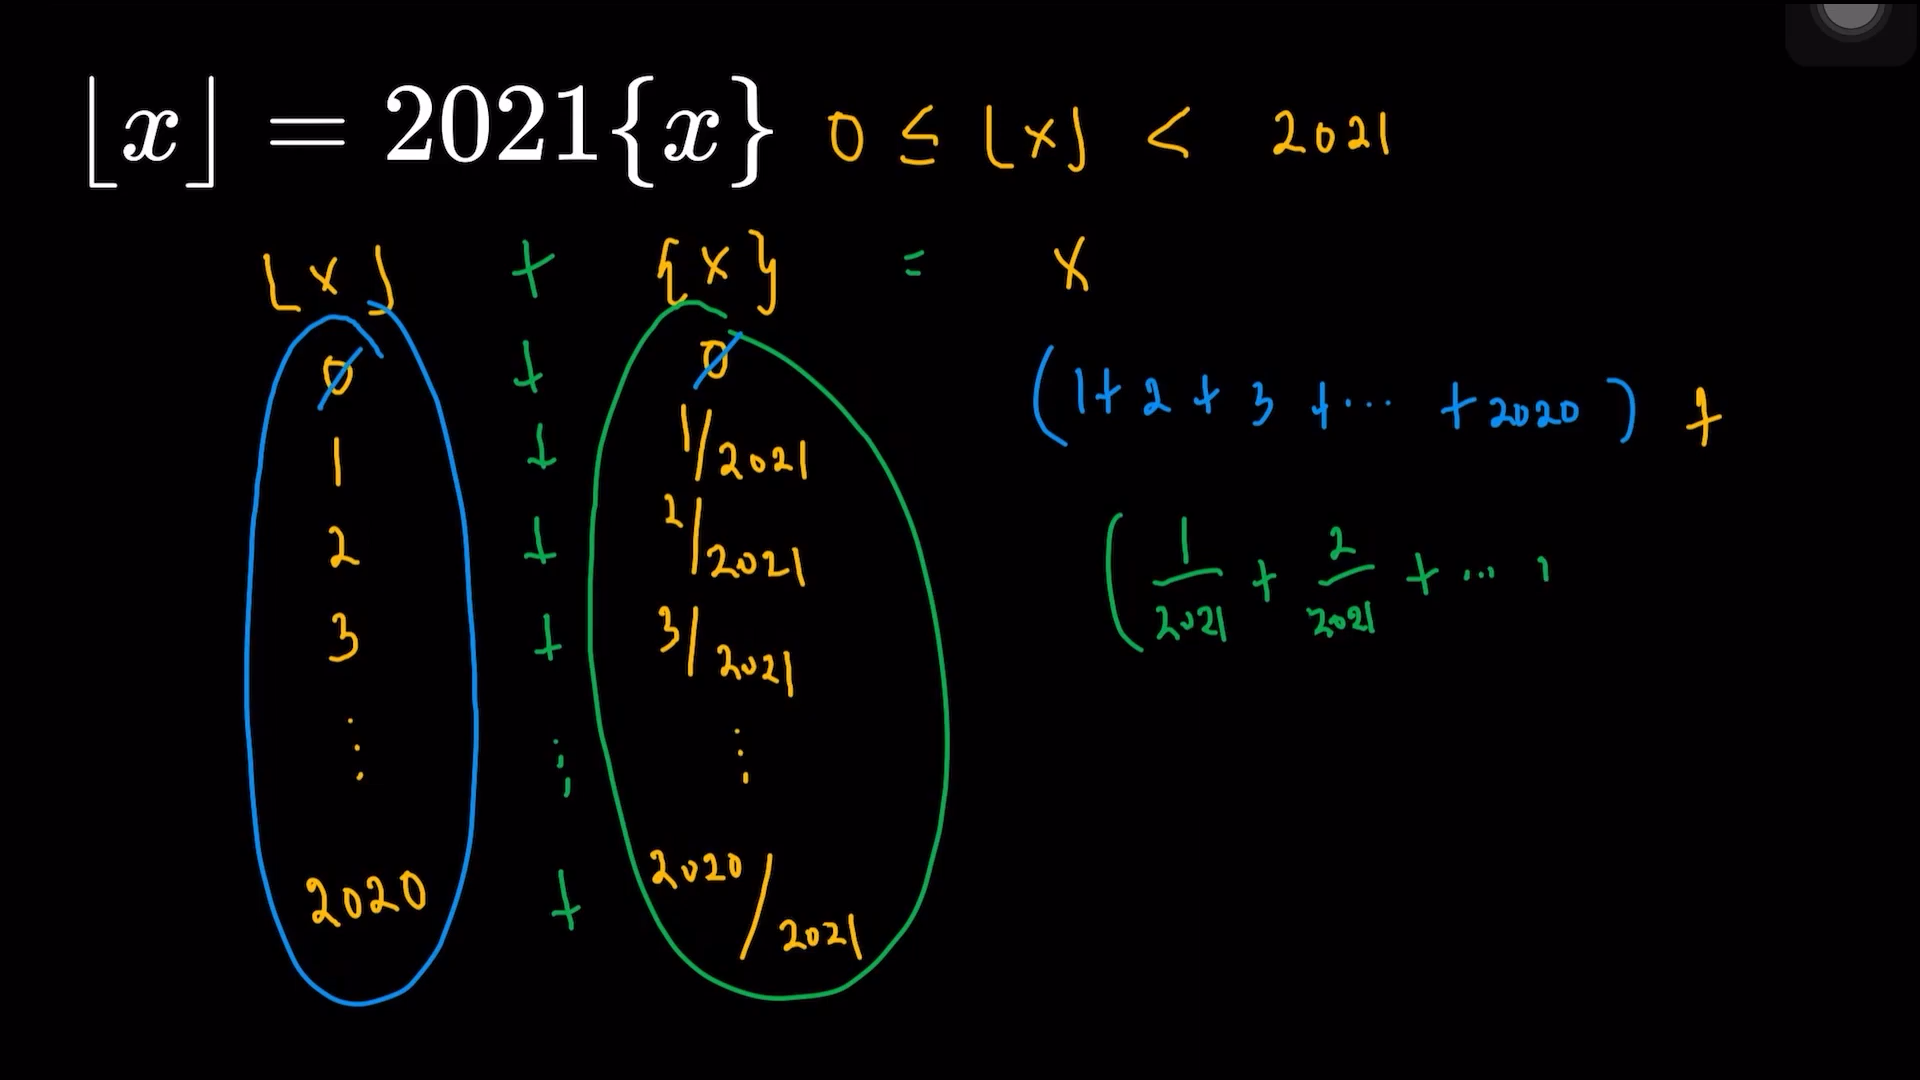 ⌊x⌋ = 2021{x} 0 ≤ ⌊x⌋ < 2021
⌊x⌋ + {x} = x
0 + 0
1 + 1/2021
2 + 2/2021
3 + 3/2021
⋮ ⋮ ⋮
2020 + 2020/2021
(1+2+3+⋯+2020) +
(1/2021 + 2/2021 + ⋯